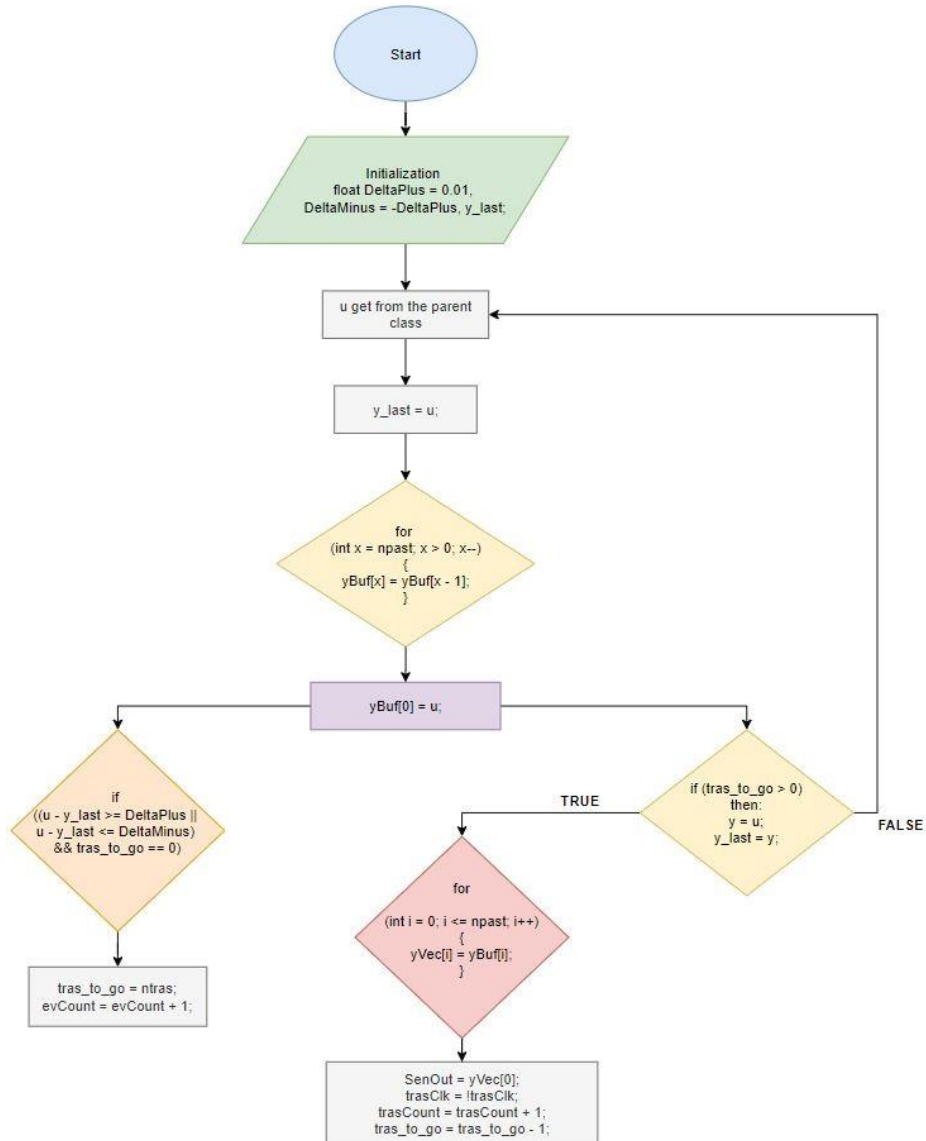 Start
Initialization
float DeltaPlus = 0.01,
DeltaMinus = -DeltaPlus, y_last;
u get from the parent
class
y_last = u;
for
(int x = npast; x > 0; x--)
{
yBuf[x] = yBuf[x - 1];
}
yBuf[0] = u;
if
((u - y_last >= DeltaPlus ||
u - y_last <= DeltaMinus)
&& tras_to_go == 0)
tras_to_go = ntras;
evCount = evCount + 1;
if (tras_to_go > 0)
then:
y = u;
y_last = y;
TRUE
FALSE
for
(int i = 0; i <= npast; i++)
{
yVec[i] = yBuf[i];
}
SenOut = yVec[0];
trasClk = !trasClk;
trasCount = trasCount + 1;
tras_to_go = tras_to_go - 1;